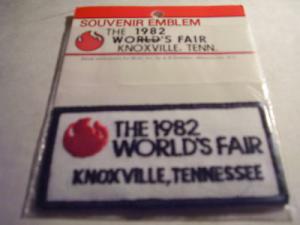 SOUVENIR EMBLEM
THE 1982
WORLD'S FAIR
KNOXVILLE, TENN.
THE 1982
WORLD'S FAIR
KNOXVILLE, TENNESSEE